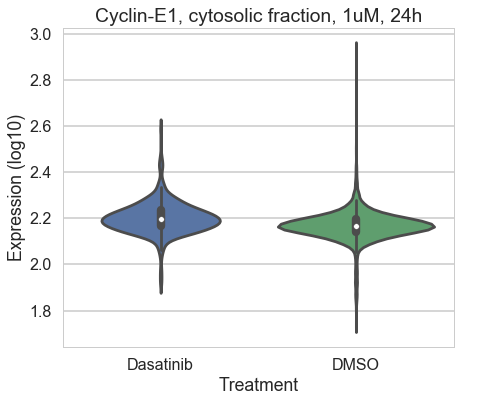 Cyclin-E1, cytosolic fraction, 1uM, 24h
Expression (log10)
3.0
2.8
2.6
2.4
2.2
2.0
1.8
Dasatinib
DMSO
Treatment